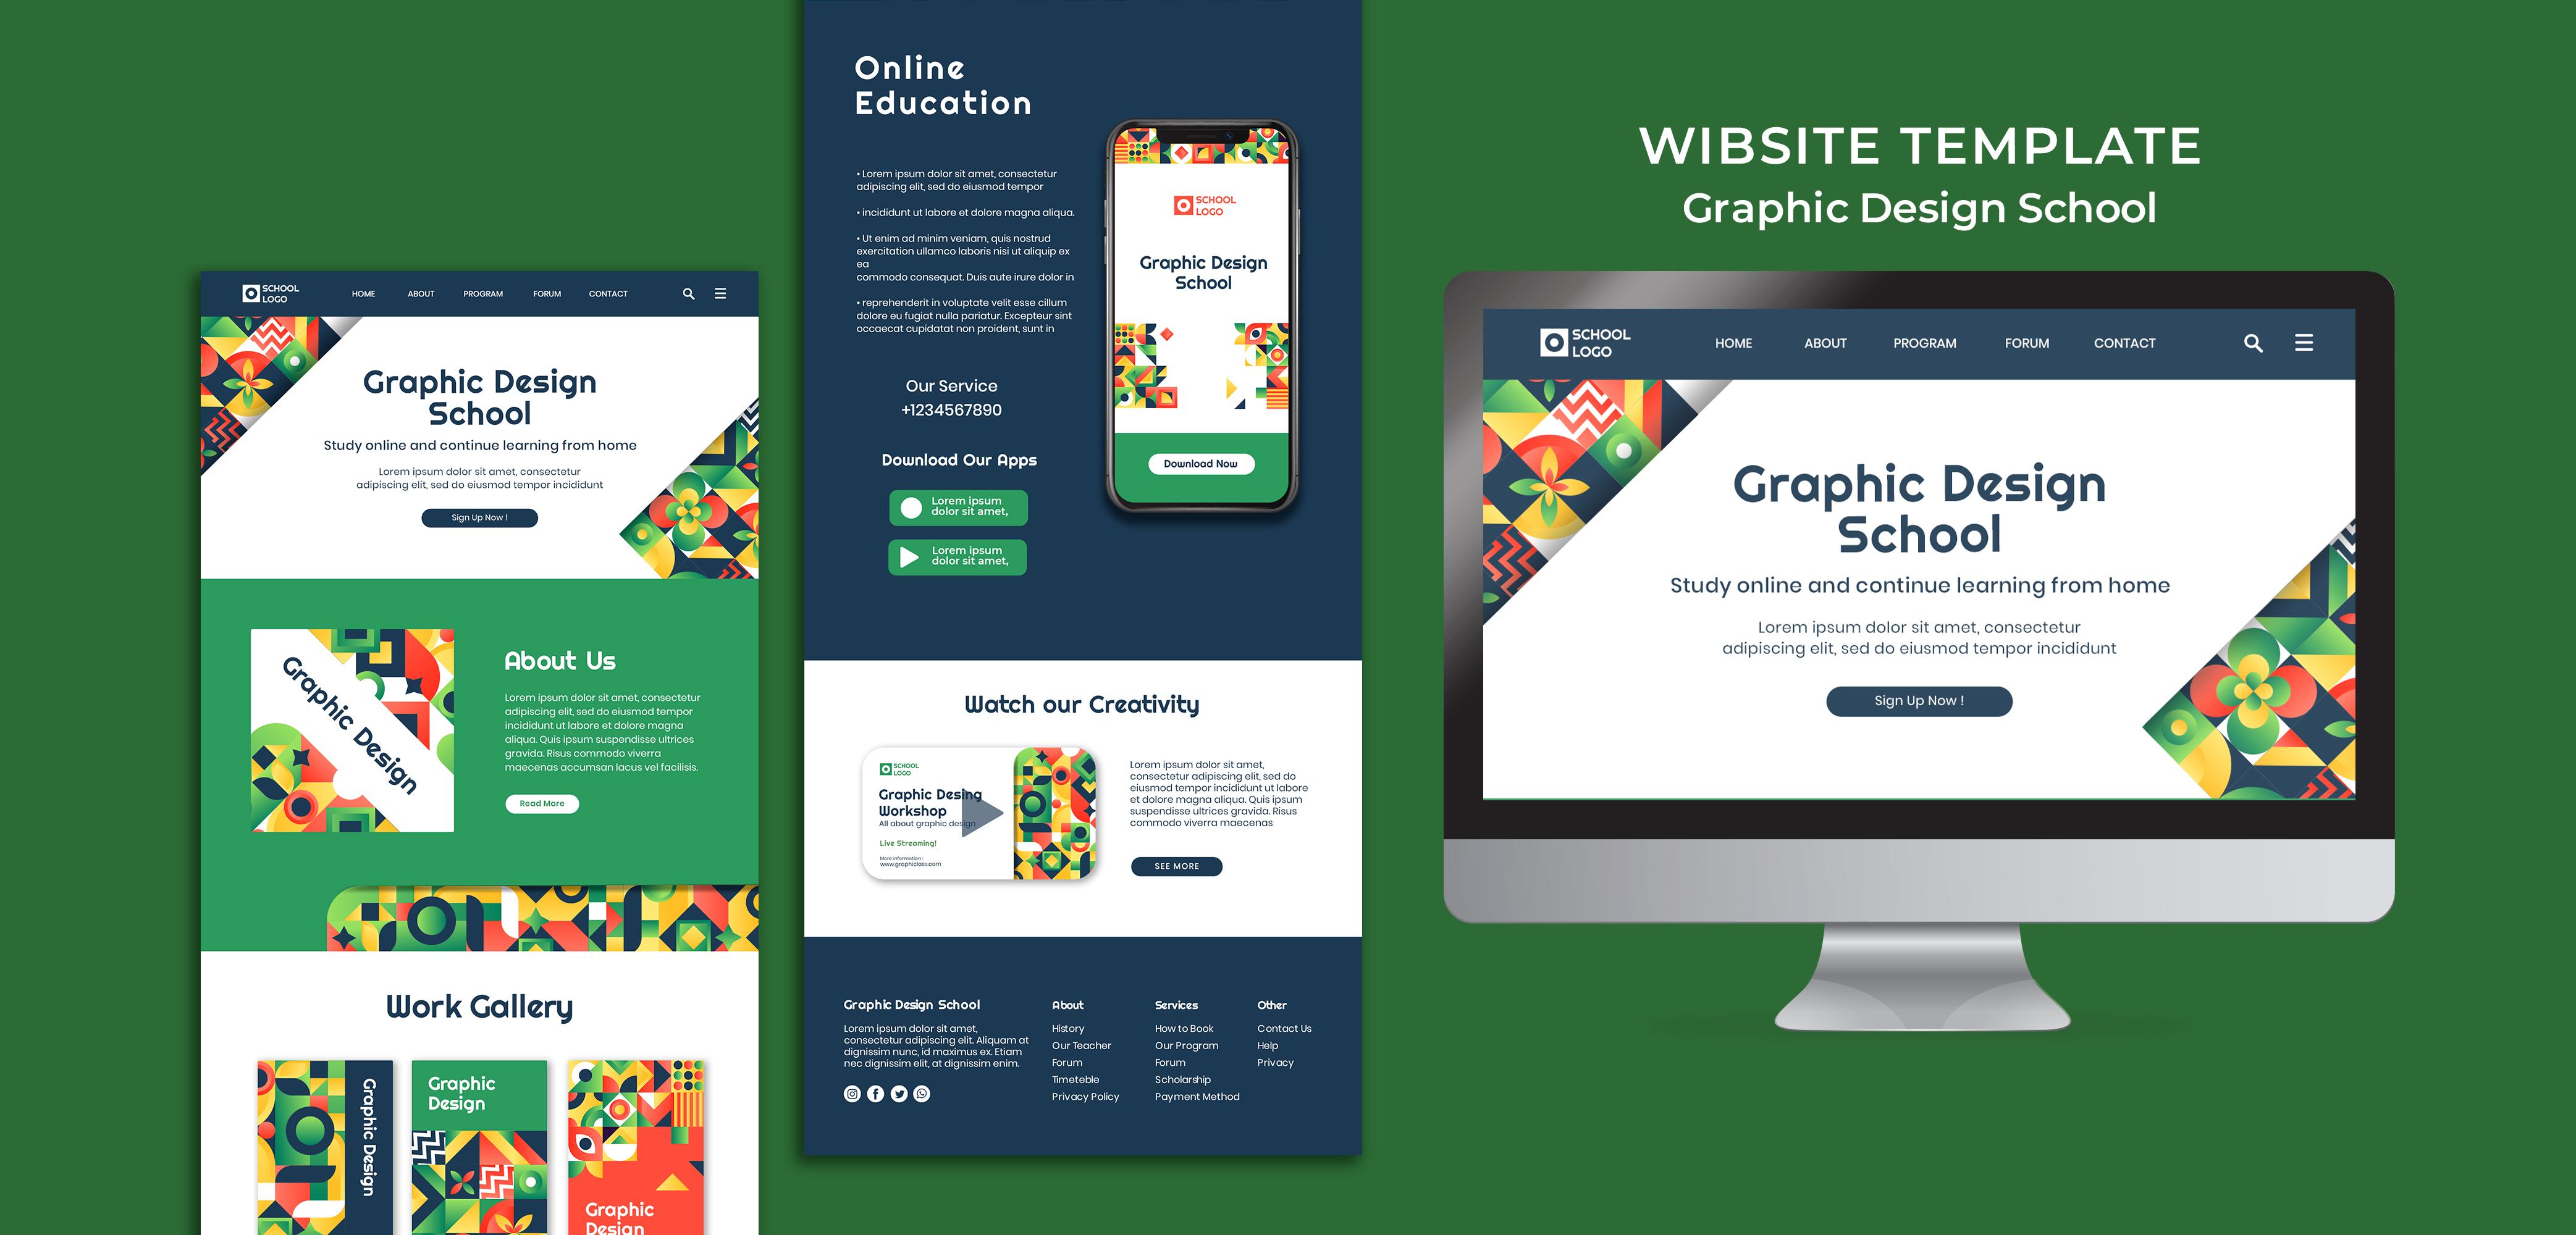 SCHOOL
LOGO
HOME
ABOUT
PROGRAM
FORUM
CONTACT
Graphic Design
School
Study online and continue learning from home
Lorem ipsum dolor sit amet, consectetur
adipiscing elit, sed do eiusmod tempor incididunt
Sign Up Now !
Graphic Design
About Us
Lorem ipsum dolor sit amet, consectetur
adipiscing elit, sed do eiusmod tempor
incididunt ut labore et dolore magna
aliqua. Quis ipsum suspendisse ultrices
gravida. Risus commodo viverra
maecenas accumsan lacus vel facilisis.
Read More
Work Gallery
Graphic Design
Graphic
Design
Graphic
Design
Online
Education
• Lorem ipsum dolor sit amet, consectetur
adipiscing elit, sed do eiusmod tempor
• incididunt ut labore et dolore magna aliqua.
• Ut enim ad minim veniam, quis nostrud
exercitation ullamco laboris nisi ut aliquip ex
ea
commodo consequat. Duis aute irure dolor in
• reprehenderit in voluptate velit esse cillum
dolore eu fugiat nulla pariatur. Excepteur sint
occaecat cupidatat non proident, sunt in
Our Service
+1234567890
Download Our Apps
Lorem ipsum
dolor sit amet,
Lorem ipsum
dolor sit amet,
SCHOOL
LOGO
Graphic Design
School
Download Now
Watch our Creativity
SCHOOL
LOGO
Graphic Desing
Workshop
All about graphic design
Live Streaming!
More information :
www.graphiclass.com
Lorem ipsum dolor sit amet,
consectetur adipiscing elit, sed do
eiusmod tempor incididunt ut labore
et dolore magna aliqua. Quis ipsum
suspendisse ultrices gravida. Risus
commodo viverra maecenas
SEE MORE
Graphic Design School
Lorem ipsum dolor sit amet,
consectetur adipiscing elit. Aliquam at
dignissim nunc, id maximus ex. Etiam
nec dignissim elit, at dignissim enim.
About
History
Our Teacher
Forum
Timeteble
Privacy Policy
Services
How to Book
Our Program
Forum
Scholarship
Payment Method
Other
Contact Us
Help
Privacy
WIBSITE TEMPLATE
Graphic Design School
SCHOOL
LOGO
HOME
ABOUT
PROGRAM
FORUM
CONTACT
Graphic Design
School
Study online and continue learning from home
Lorem ipsum dolor sit amet, consectetur
adipiscing elit, sed do eiusmod tempor incididunt
Sign Up Now !